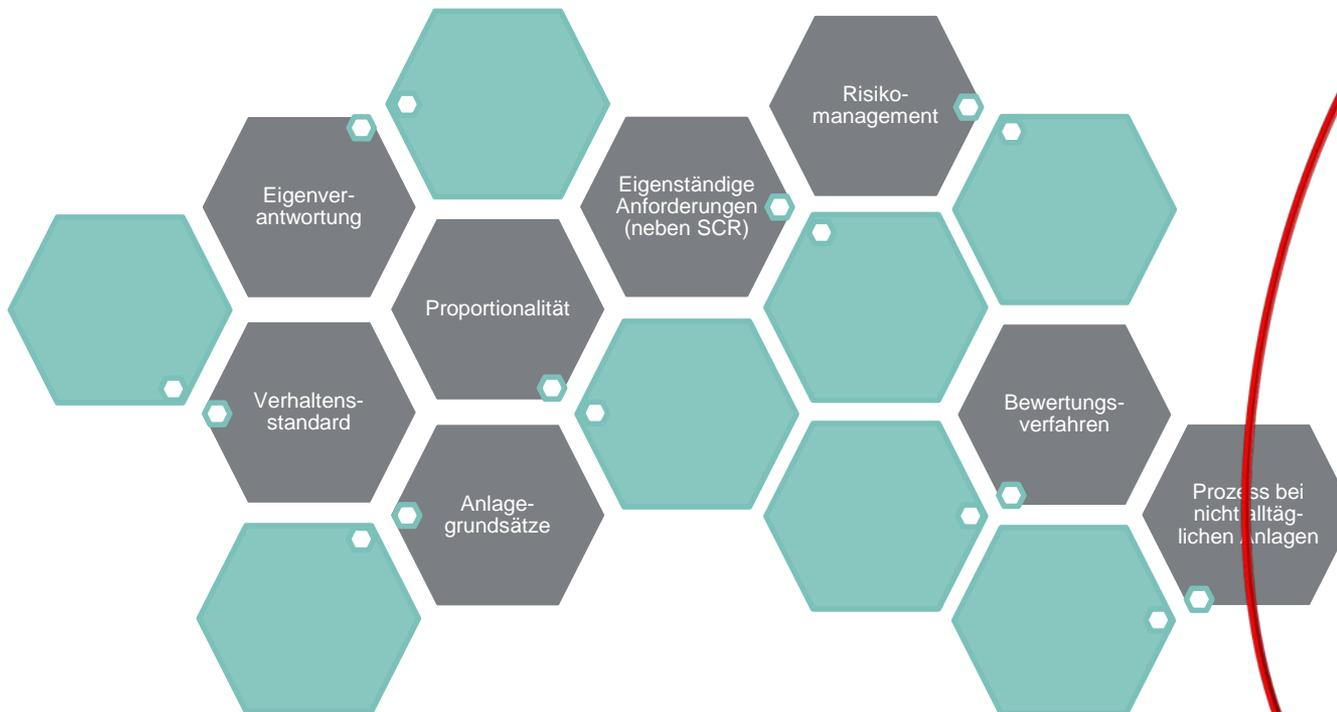 Risiko-
management
Eigenver-
antwortung
Eigenständige
Anforderungen
(neben SCR)
Proportionalität
Verhaltens-
standard
Bewertungs-
verfahren
Anlage-
grundsätze
Prozess bei
nicht alltäg-
lichen Anlagen